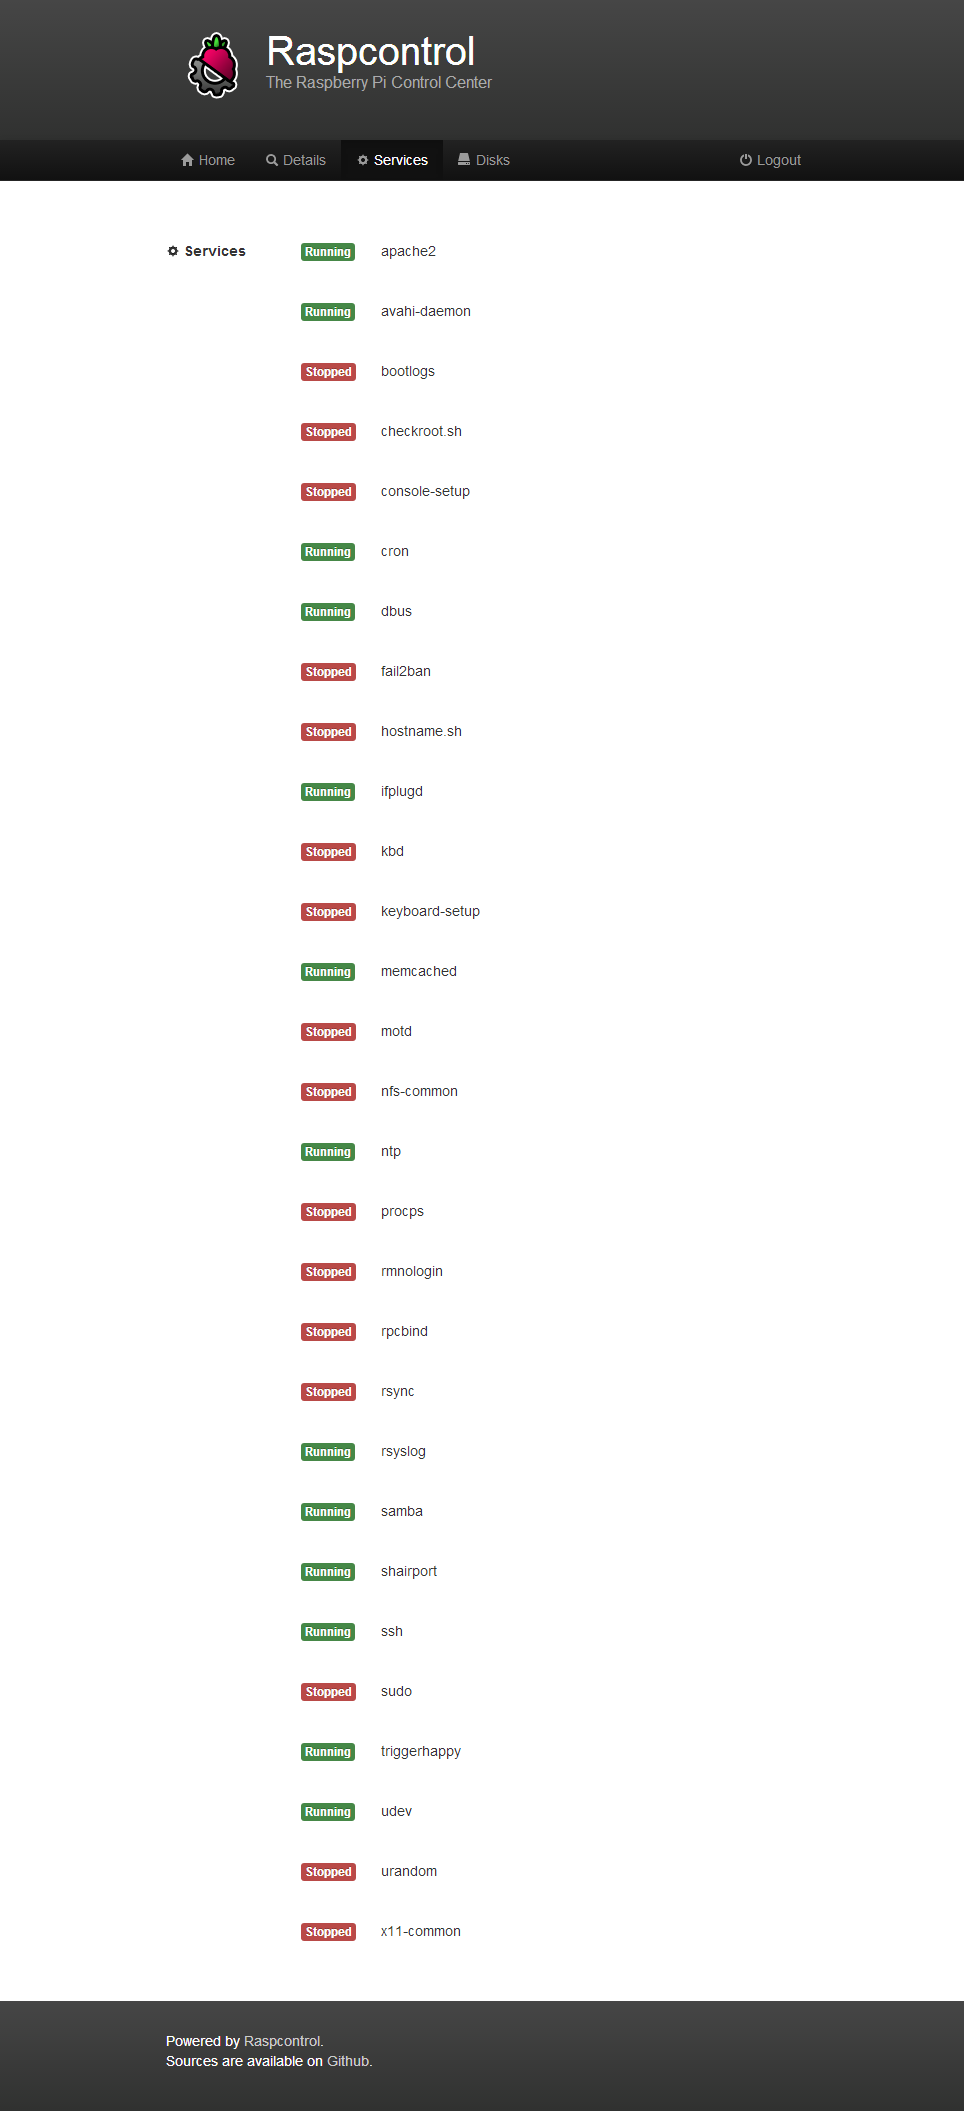 Raspcontrol
The Raspberry Pi Control Center
Home Details Services Disks Logout
Services Running apache2
Running avahi-daemon
Stopped bootlogs
Stopped checkroot.sh
Stopped console-setup
Running cron
Running dbus
Stopped fail2ban
Stopped hostname.sh
Running ifplugd
Stopped kbd
Stopped keyboard-setup
Running memcached
Stopped motd
Stopped nfs-common
Running ntp
Stopped procps
Stopped rmnologin
Stopped rpcbind
Stopped rsync
Running rsyslog
Running samba
Running shairport
Running ssh
Stopped sudo
Running triggerhappy
Running udev
Stopped urandom
Stopped x11-common
Powered by Raspcontrol.
Sources are available on Github.